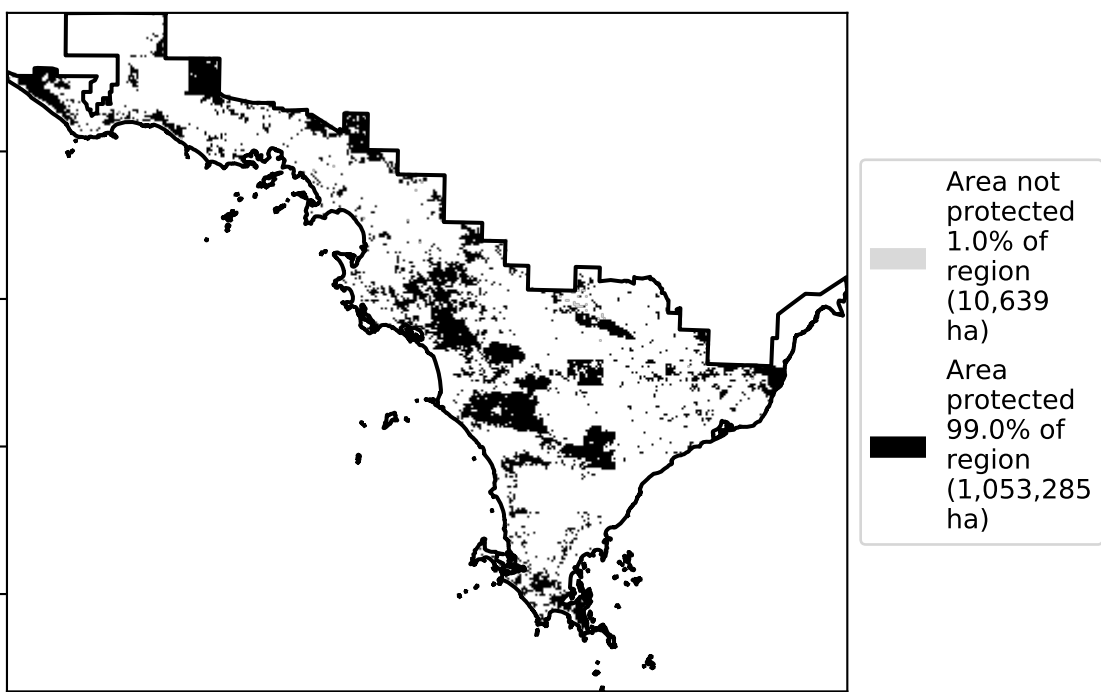 Area not
protected
1.0% of
region
(10,639
ha)
Area
protected
99.0% of
region
(1,053,285
ha)